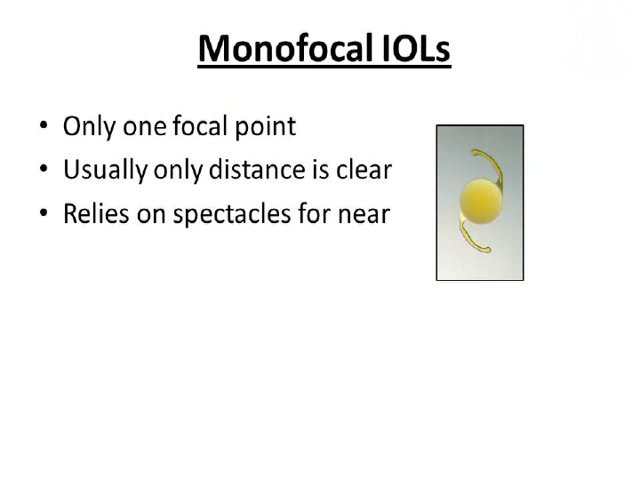 Monofocal IOLs
• Only one focal point
• Usually only distance is clear
• Relies on spectacles for near